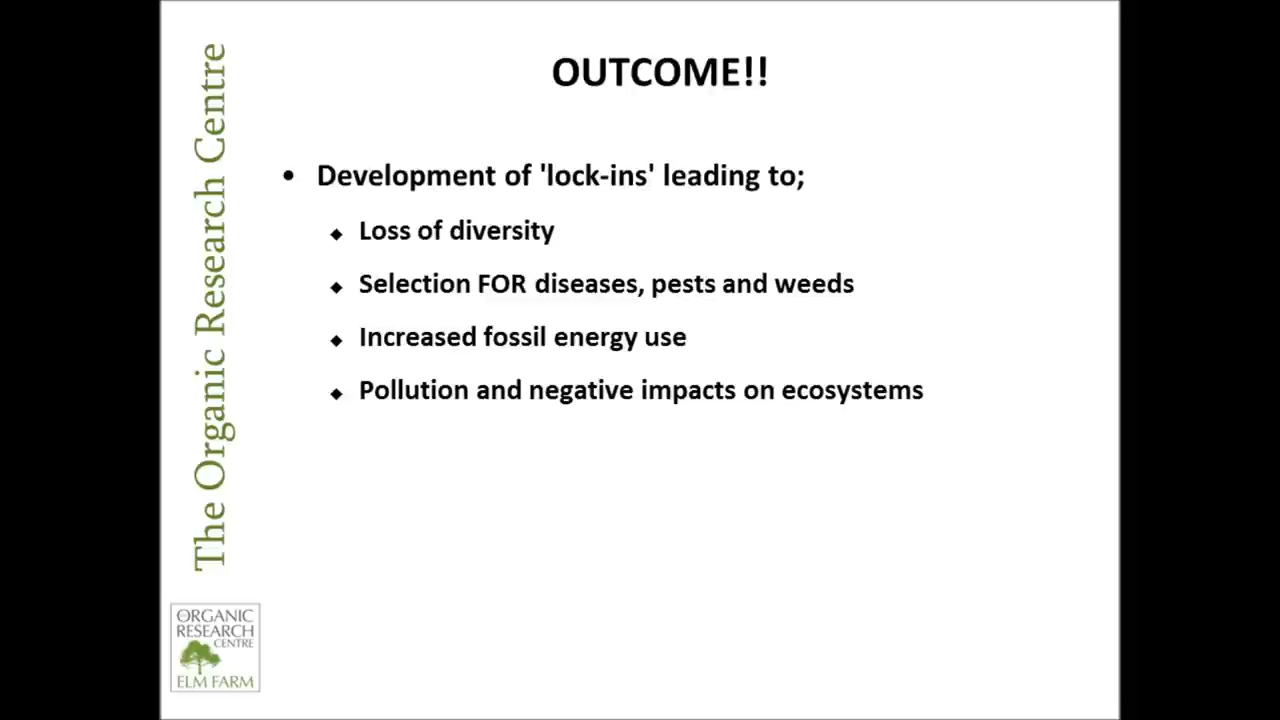 OUTCOME!!
• Development of 'lock-ins' leading to;
◆ Loss of diversity
◆ Selection FOR diseases, pests and weeds
◆ Increased fossil energy use
◆ Pollution and negative impacts on ecosystems
The Organic Research Centre
THE ORGANIC
RESEARCH
CENTRE
ELM FARM